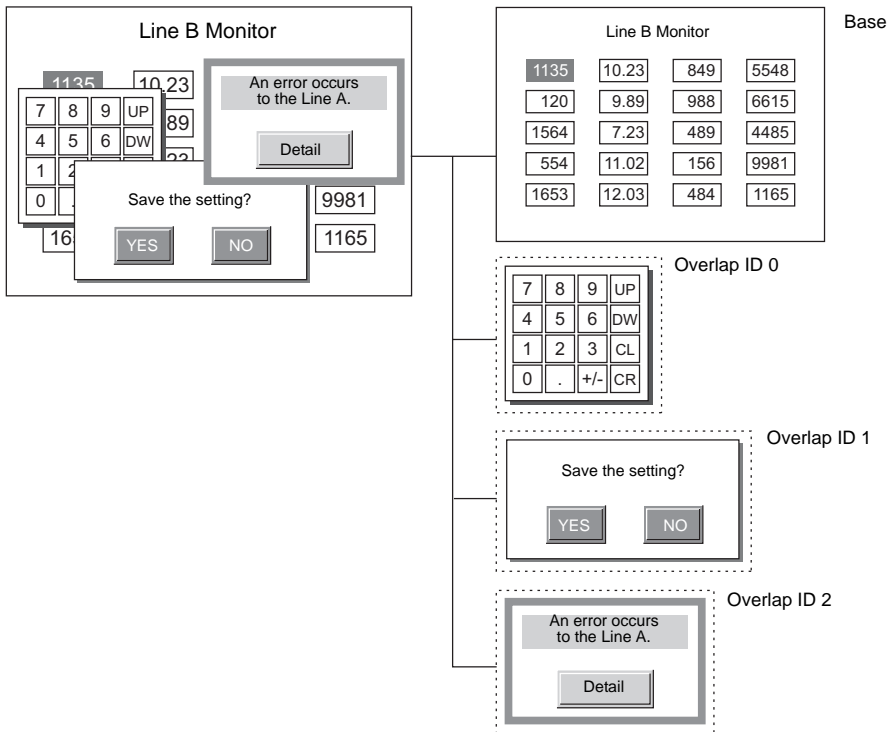 Line B Monitor
1135 10.23
89
9981
16 1165
7 8 9 UP
4 5 6 DW
1 2
0 .
An error occurs
to the Line A.
Detail
Save the setting?
YES NO
Base
Line B Monitor
1135 10.23 849 5548
120 9.89 988 6615
1564 7.23 489 4485
554 11.02 156 9981
1653 12.03 484 1165
Overlap ID 0
7 8 9 UP
4 5 6 DW
1 2 3 CL
0 . +/- CR
Overlap ID 1
Save the setting?
YES NO
Overlap ID 2
An error occurs
to the Line A.
Detail